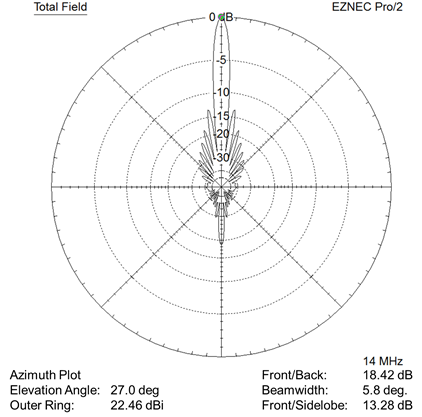 Total Field
EZNEC Pro/2
0 dB
-5
-10
-15
-20
-30
14 MHz
Azimuth Plot
Front/Back: 18.42 dB
Elevation Angle: 27.0 deg.
Beamwidth: 5.8 deg.
Outer Ring: 22.46 dBi
Front/Sidelobe: 13.28 dB